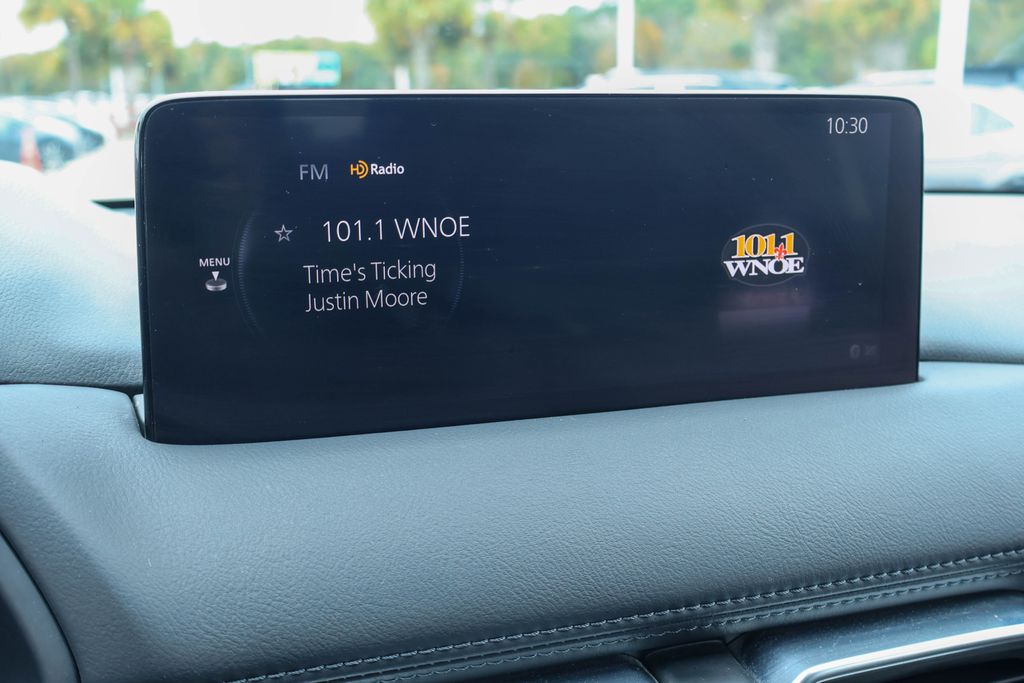 10:30
FM HD Radio
101.1 WNOE
MENU
Time's Ticking
Justin Moore
101.1
WNOE